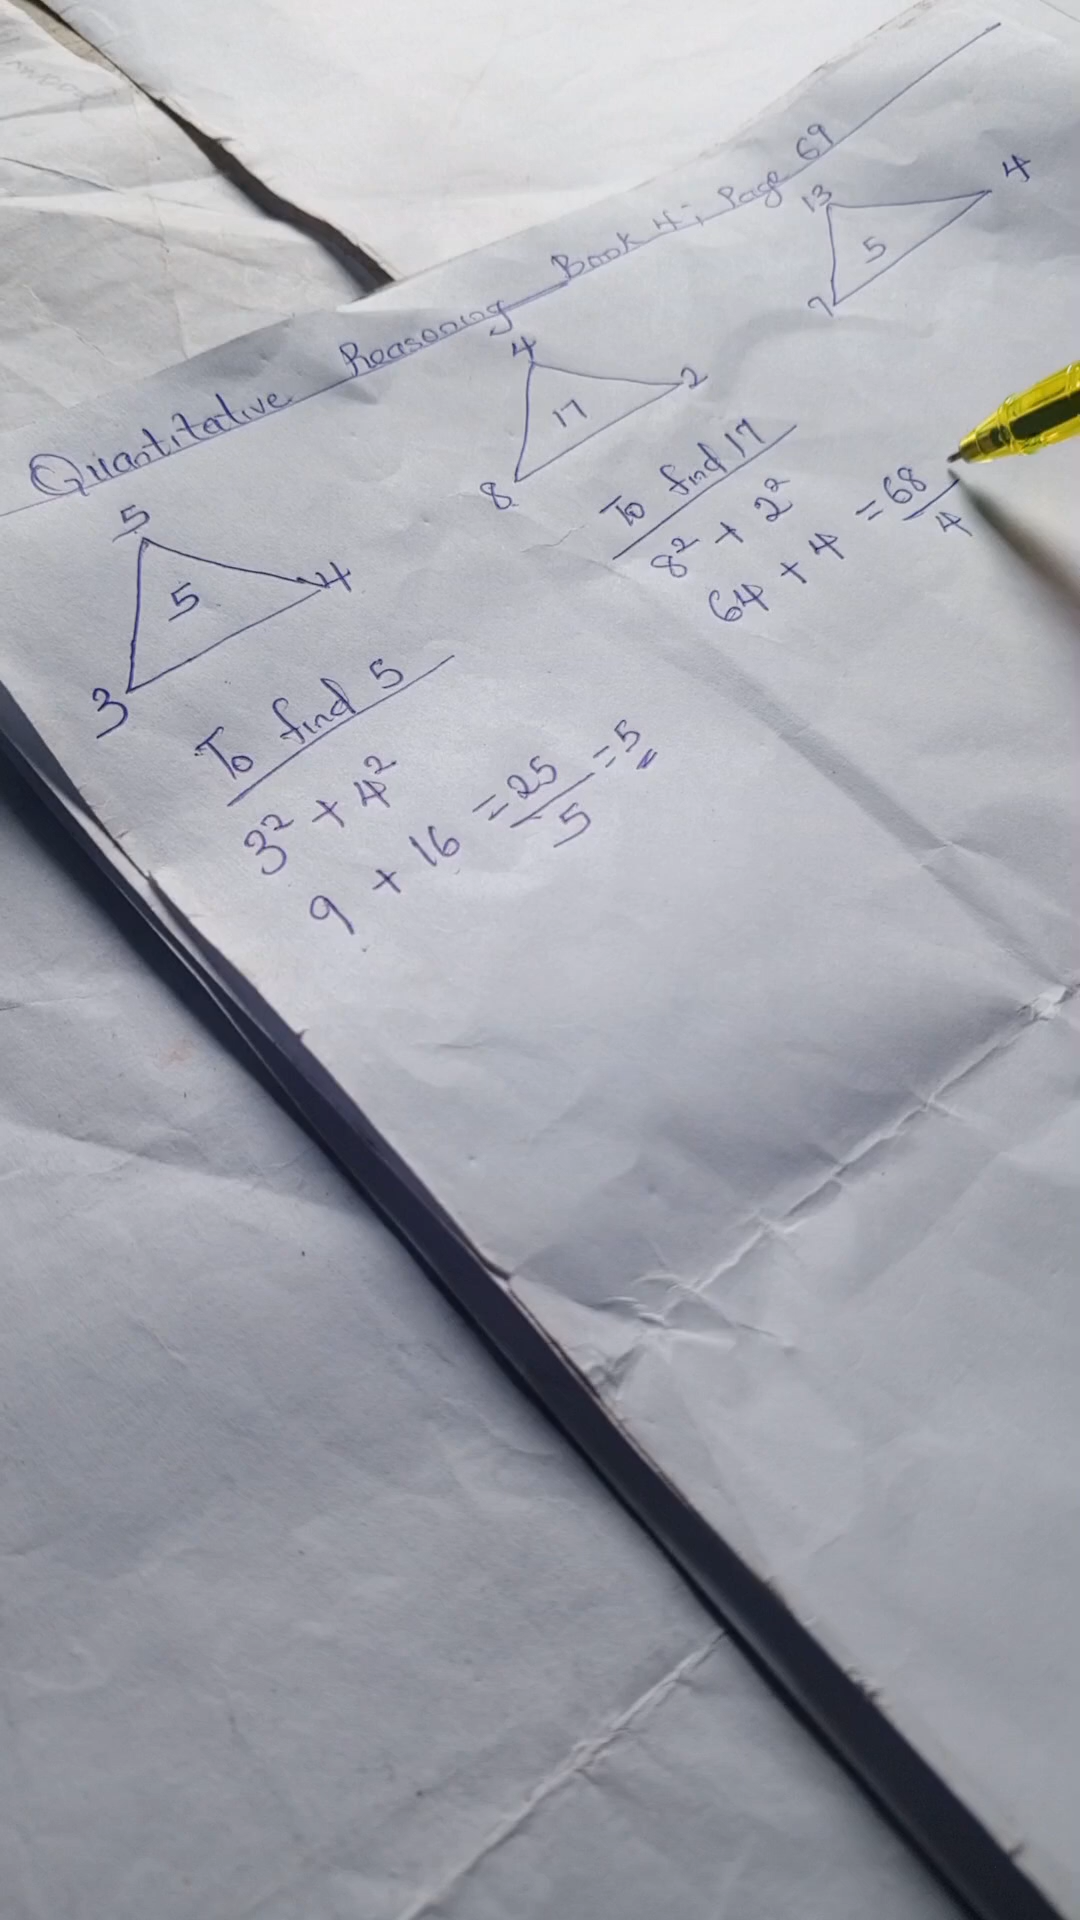 Quantitative Reasoning Book 4; Page 69
5
5
4
3
To find 5
3² + 4²
9 + 16 = 25/5 = 5
4
17
2
8
To find 17
8² + 2²
64 + 4 = 68/4
13
4
5
7